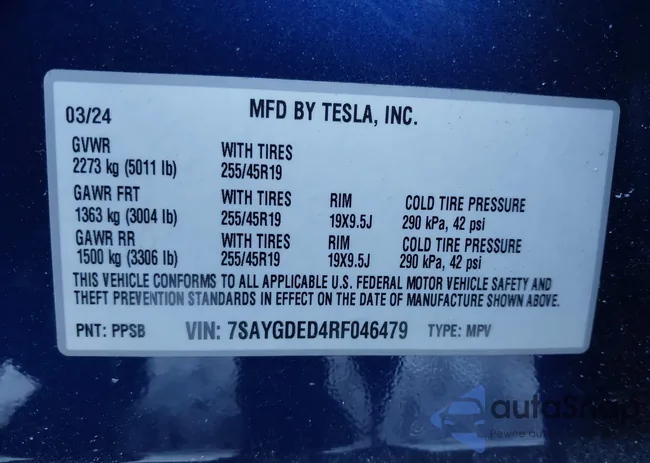 03/24 MFD BY TESLA, INC.
GVWR
2273 kg (5011 lb) WITH TIRES 255/45R19
GAWR FRT WITH TIRES RIM COLD TIRE PRESSURE
1363 kg (3004 lb) 255/45R19 19X9.5J 290 kPa, 42 psi
GAWR RR WITH TIRES RIM COLD TIRE PRESSURE
1500 kg (3306 lb) 255/45R19 19X9.5J 290 kPa, 42 psi
THIS VEHICLE CONFORMS TO ALL APPLICABLE U.S. FEDERAL MOTOR VEHICLE SAFETY AND
THEFT PREVENTION STANDARDS IN EFFECT ON THE DATE OF MANUFACTURE SHOWN ABOVE.
PNT: PPSB VIN: 7SAYGDED4RF046479 TYPE: MPV
autoSnap
Pewne auto